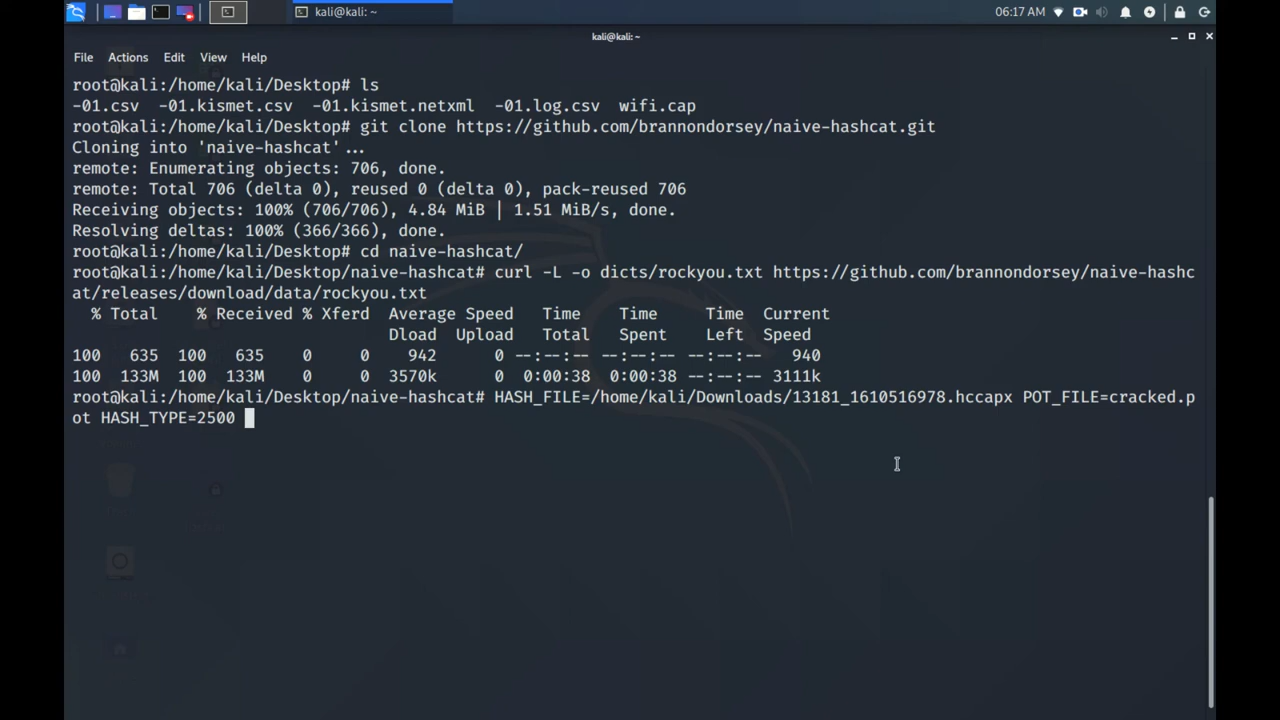 kali@kali: ~
06:17 AM
kali@kali: ~
File Actions Edit View Help
root@kali:/home/kali/Desktop# ls
-01.csv  -01.kismet.csv  -01.kismet.netxml  -01.log.csv  wifi.cap
root@kali:/home/kali/Desktop# git clone https://github.com/brannondorsey/naive-hashcat.git
Cloning into 'naive-hashcat'...
remote: Enumerating objects: 706, done.
remote: Total 706 (delta 0), reused 0 (delta 0), pack-reused 706
Receiving objects: 100% (706/706), 4.84 MiB | 1.51 MiB/s, done.
Resolving deltas: 100% (366/366), done.
root@kali:/home/kali/Desktop# cd naive-hashcat/
root@kali:/home/kali/Desktop/naive-hashcat# curl -L -o dicts/rockyou.txt https://github.com/brannondorsey/naive-hashc
at/releases/download/data/rockyou.txt
  % Total    % Received % Xferd  Average Speed   Time    Time     Time  Current
                                 Dload  Upload   Total   Spent    Left  Speed
100   635  100   635    0     0    942      0 --:--:-- --:--:-- --:--:--   940
100  133M  100  133M    0     0  3570k      0  0:00:38  0:00:38 --:--:-- 3111k
root@kali:/home/kali/Desktop/naive-hashcat# HASH_FILE=/home/kali/Downloads/13181_1610516978.hccapx POT_FILE=cracked.p
ot HASH_TYPE=2500